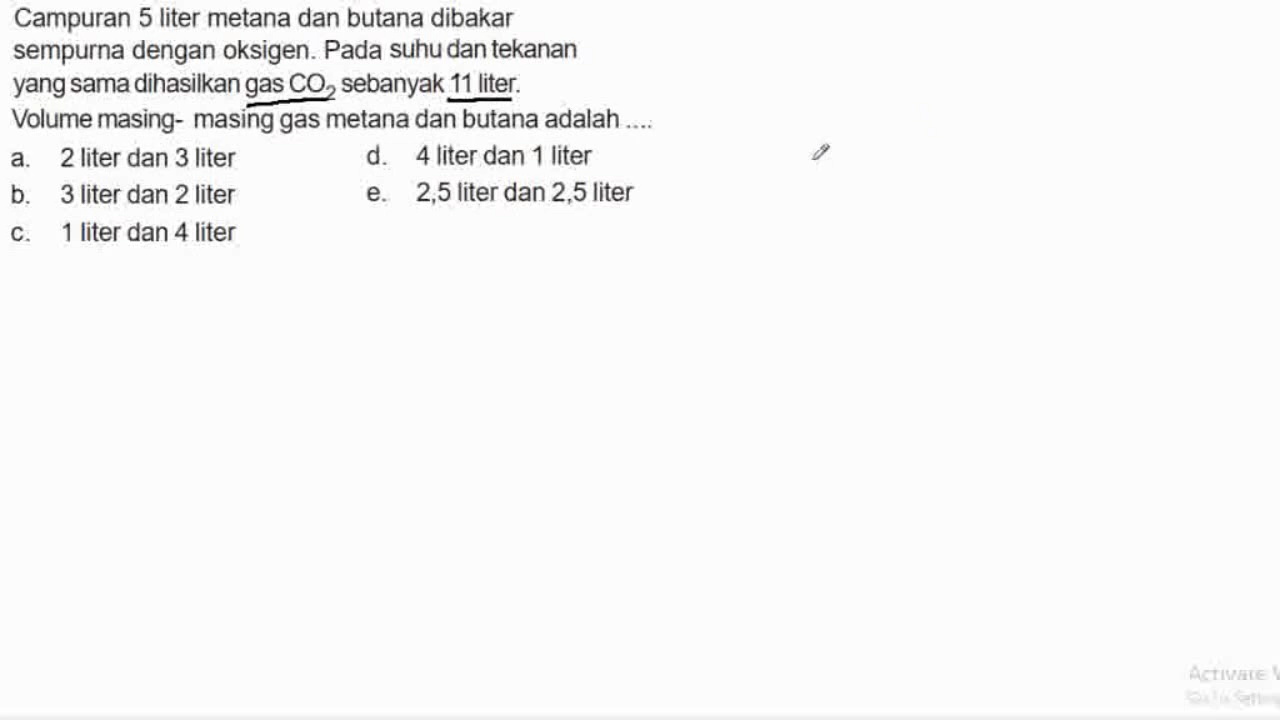 Campuran 5 liter metana dan butana dibakar
sempurna dengan oksigen. Pada suhu dan tekanan
yang sama dihasilkan gas CO₂ sebanyak 11 liter.
Volume masing- masing gas metana dan butana adalah ....
a. 2 liter dan 3 liter
b. 3 liter dan 2 liter
c. 1 liter dan 4 liter
d. 4 liter dan 1 liter
e. 2,5 liter dan 2,5 liter
Activate